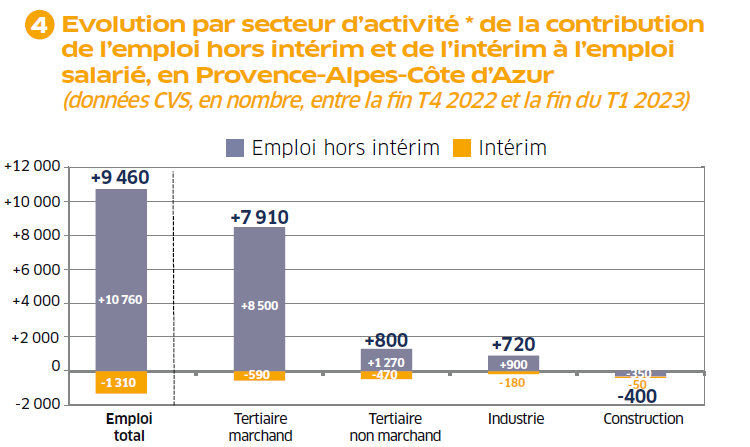 4 Evolution par secteur d'activité * de la contribution
de l'emploi hors intérim et de l'intérim à l'emploi
salarié, en Provence-Alpes-Côte d'Azur
(données CVS, en nombre, entre la fin T4 2022 et la fin du T1 2023)
Emploi hors intérim Intérim
+12 000
+10 000
+8 000
+6 000
+4 000
+2 000
0
-2 000
+9 460
+10 760
-1 310
+7 910
+8 500
-590
+800
+1 270
-470
+720
+900
-180
-350
-50
-400
Emploi
total
Tertiaire
marchand
Tertiaire
non marchand
Industrie
Construction